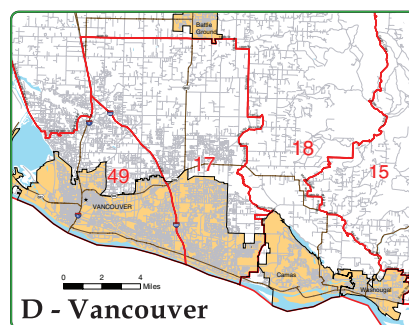 Battle
Ground
18
17
49
15
VANCOUVER
Camas
Washougal
0 2 4
Miles
D - Vancouver